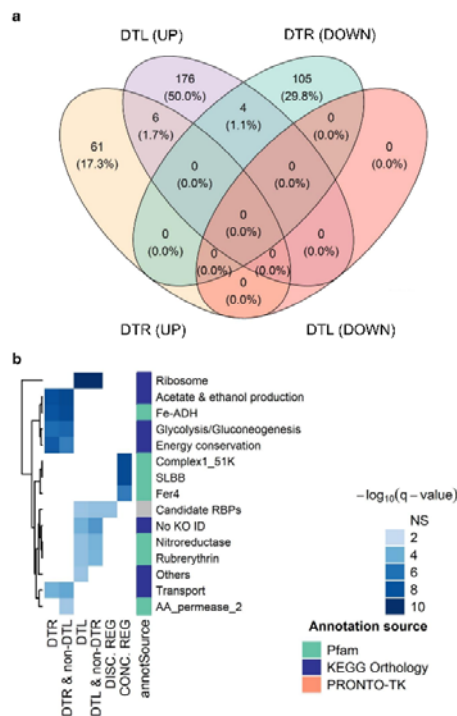 a
DTL (UP)
DTR (DOWN)
176
(50.0%)
105
(29.8%)
6
(1.7%)
4
(1.1%)
0
(0.0%)
61
(17.3%)
0
(0.0%)
0
(0.0%)
0
(0.0%)
0
(0.0%)
0
(0.0%)
0
(0.0%)
0
(0.0%)
0
(0.0%)
0
(0.0%)
0
(0.0%)
DTR (UP)
DTL (DOWN)
b
Ribosome
Acetate & ethanol production
Fe-ADH
Glycolysis/Gluconeogenesis
Energy conservation
Complex1_51K
SLBB
Fer4
Candidate RBPs
No KO ID
Nitroreductase
Rubrerythrin
Others
Transport
AA_permease_2
DTR
DTR & non-DTL
DTL
DTL & non-DTR
DISC. REG
CONC. REG
annotSource
-log10(q-value)
NS
2
4
6
8
10
Annotation source
Pfam
KEGG Orthology
PRONTO-TK